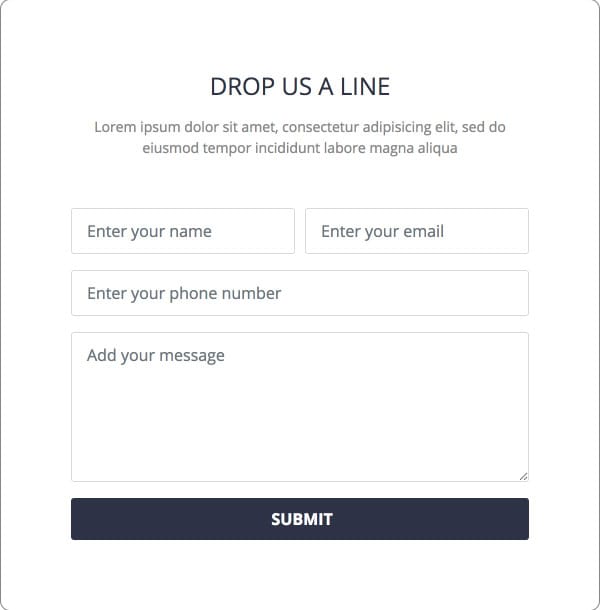 DROP US A LINE
Lorem ipsum dolor sit amet, consectetur adipisicing elit, sed do
eiusmod tempor incididunt labore magna aliqua
Enter your name
Enter your email
Enter your phone number
Add your message
SUBMIT